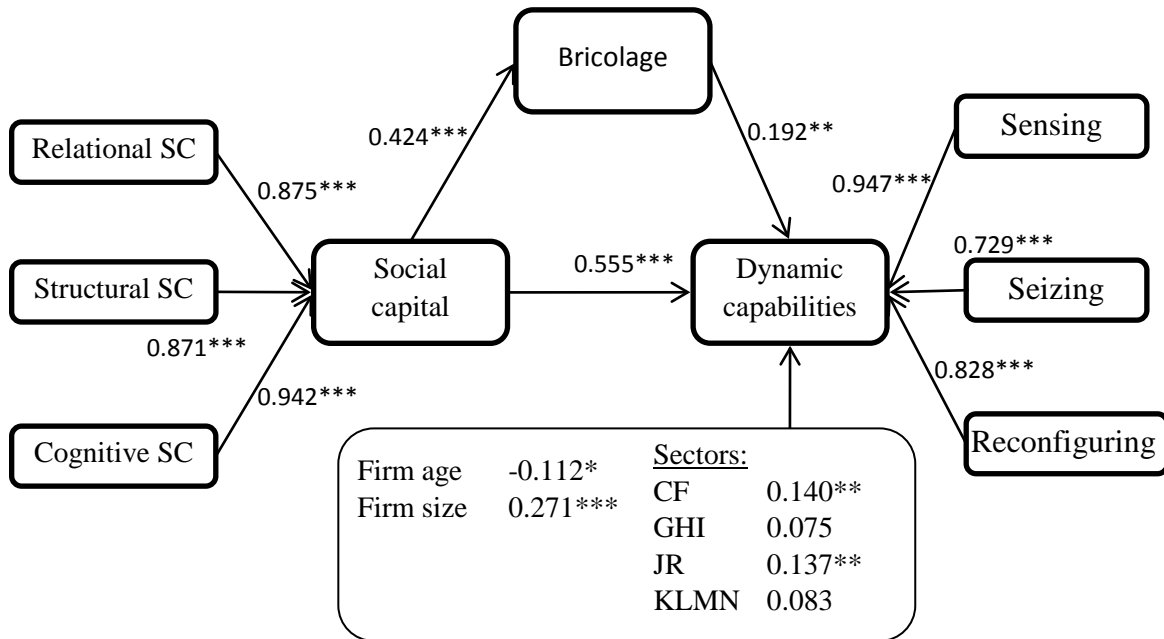 Bricolage
Relational SC
0.424***
0.192**
Sensing
0.875***
0.947***
Structural SC
Social
capital
0.555***
Dynamic
capabilities
0.729***
Seizing
0.871***
0.942***
0.828***
Cognitive SC
Reconfiguring
Firm age -0.112*
Firm size 0.271***
Sectors:
CF 0.140**
GHI 0.075
JR 0.137**
KLMN 0.083